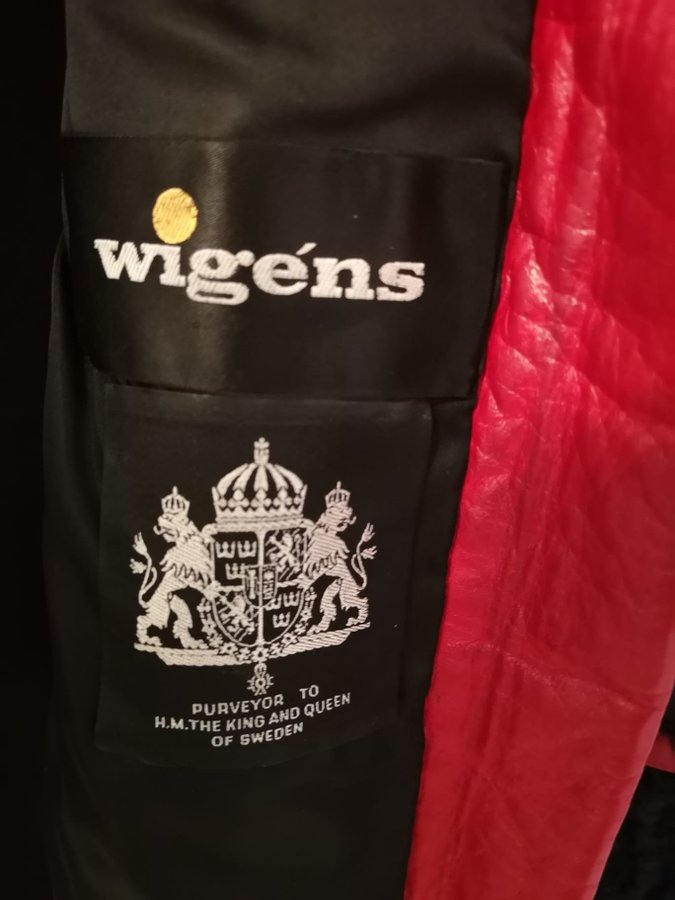 wigéns
PURVEYOR TO
H.M.THE KING AND QUEEN
OF SWEDEN